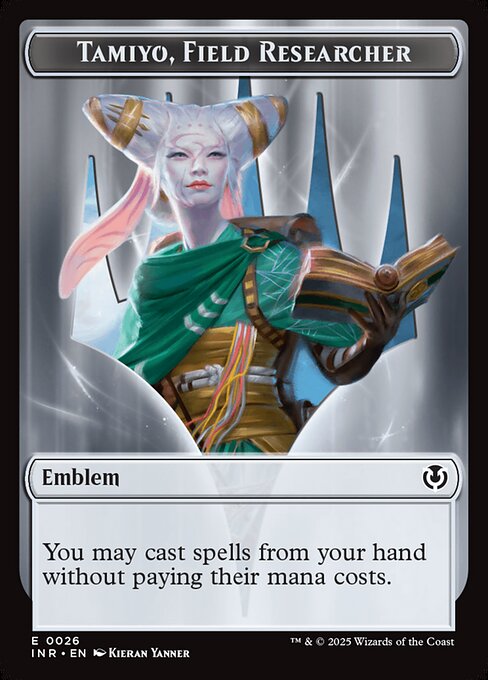 Tamiyo, Field Researcher
Emblem
You may cast spells from your hand
without paying their mana costs.
E 0026
INR • EN Kieran Yanner
™ & © 2025 Wizards of the Coast